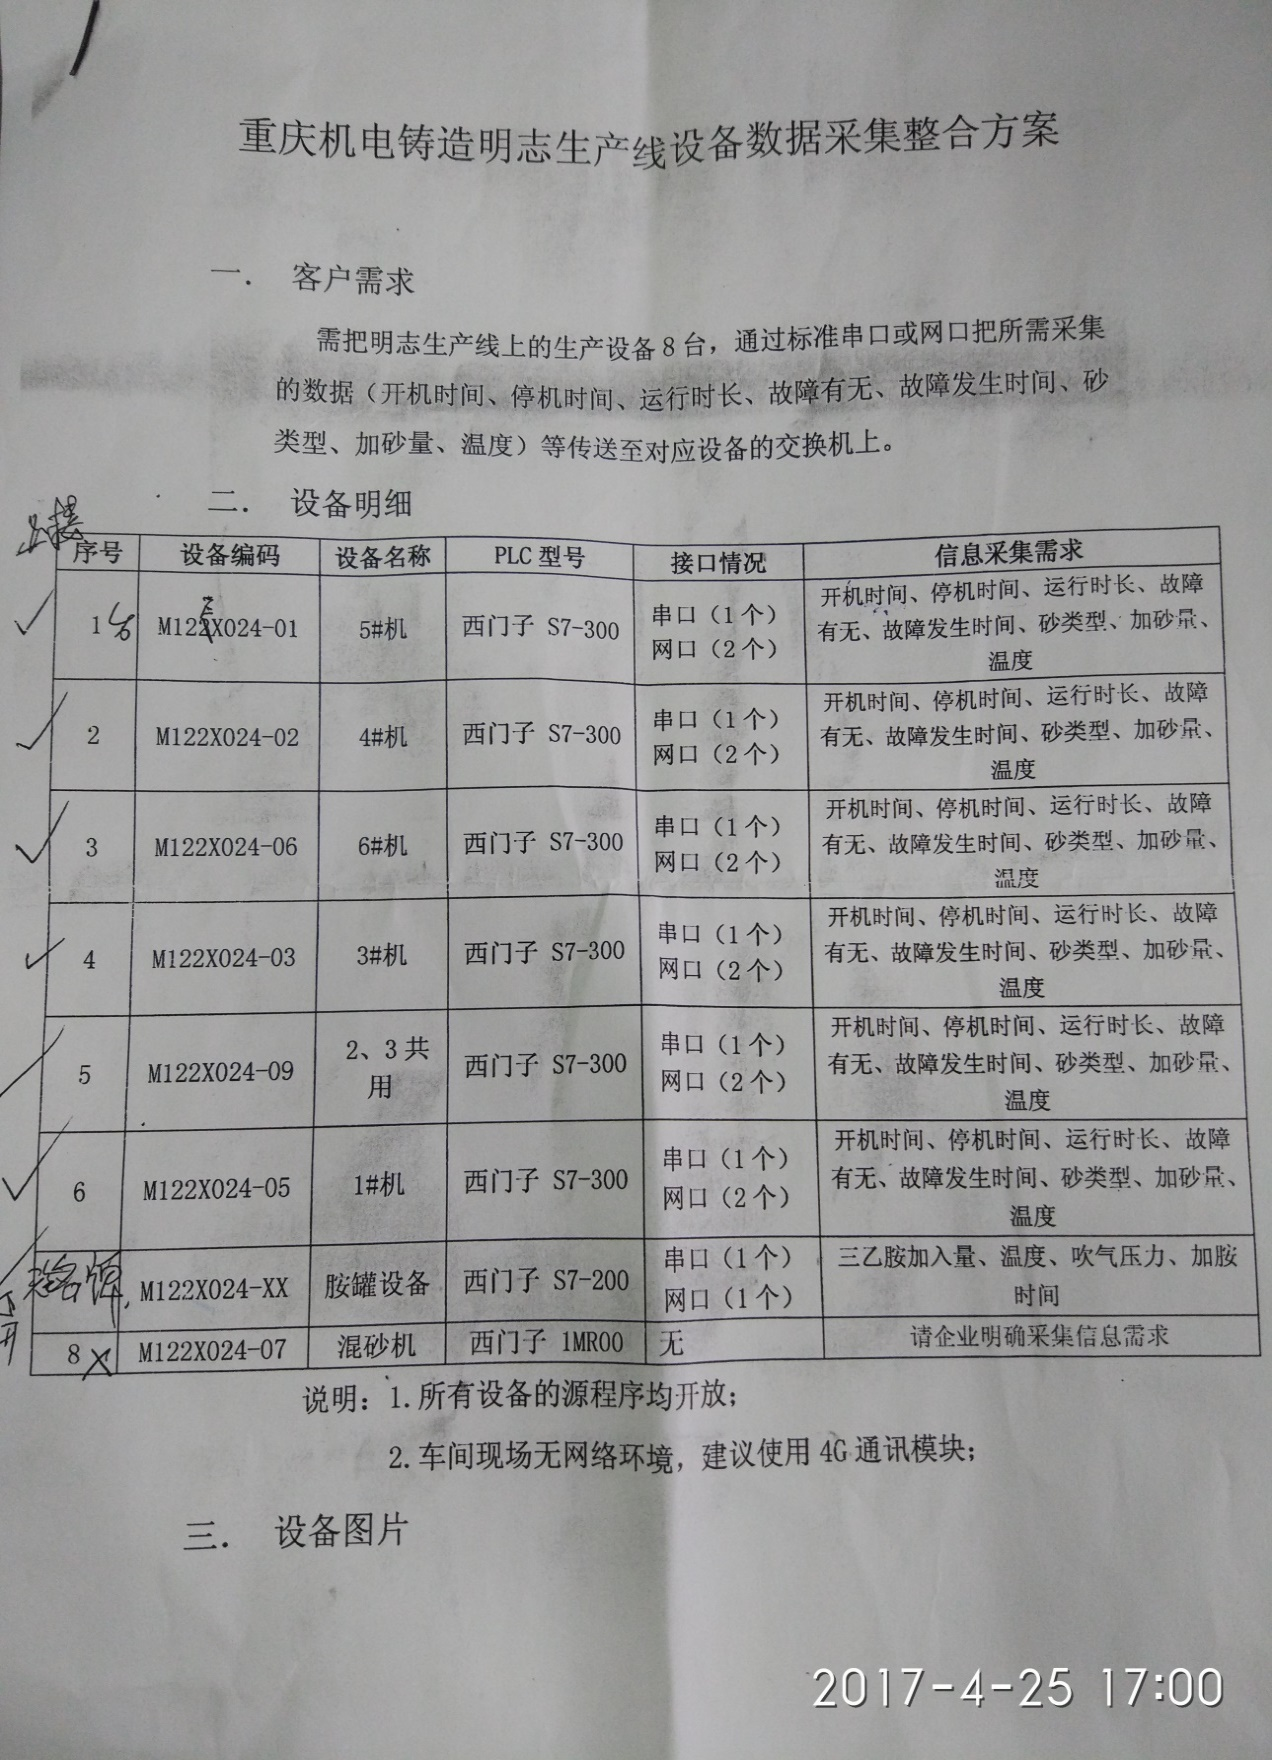 重庆机电铸造明志生产线设备数据采集整合方案
一. 客户需求
需把明志生产线上的生产设备8台，通过标准串口或网口把所需采集
的数据（开机时间、停机时间、运行时长、故障有无、故障发生时间、砂
类型、加砂量、温度）等传送至对应设备的交换机上。
二. 设备明细
序号 设备编码 设备名称 PLC 型号 接口情况 信息采集需求
1 M122X024-01 5#机 西门子 S7-300 串口（1个） 网口（2个） 开机时间、停机时间、运行时长、故障
有无、故障发生时间、砂类型、加砂量、
温度
2 M122X024-02 4#机 西门子 S7-300 串口（1个） 网口（2个） 开机时间、停机时间、运行时长、故障
有无、故障发生时间、砂类型、加砂量、
温度
3 M122X024-06 6#机 西门子 S7-300 串口（1个） 网口（2个） 开机时间、停机时间、运行时长、故障
有无、故障发生时间、砂类型、加砂量、
温度
4 M122X024-03 3#机 西门子 S7-300 串口（1个） 网口（2个） 开机时间、停机时间、运行时长、故障
有无、故障发生时间、砂类型、加砂量、
温度
5 M122X024-09 2、3共用 西门子 S7-300 串口（1个） 网口（2个） 开机时间、停机时间、运行时长、故障
有无、故障发生时间、砂类型、加砂量、
温度
6 M122X024-05 1#机 西门子 S7-300 串口（1个） 网口（2个） 开机时间、停机时间、运行时长、故障
有无、故障发生时间、砂类型、加砂量、
温度
M122X024-XX 胺罐设备 西门子 S7-200 串口（1个） 网口（1个） 三乙胺加入量、温度、吹气压力、加胺
时间
8 M122X024-07 混砂机 西门子 1MR00 无 请企业明确采集信息需求
说明：1.所有设备的源程序均开放；
2.车间现场无网络环境，建议使用 4G 通讯模块；
三. 设备图片
2017-4-25 17:00